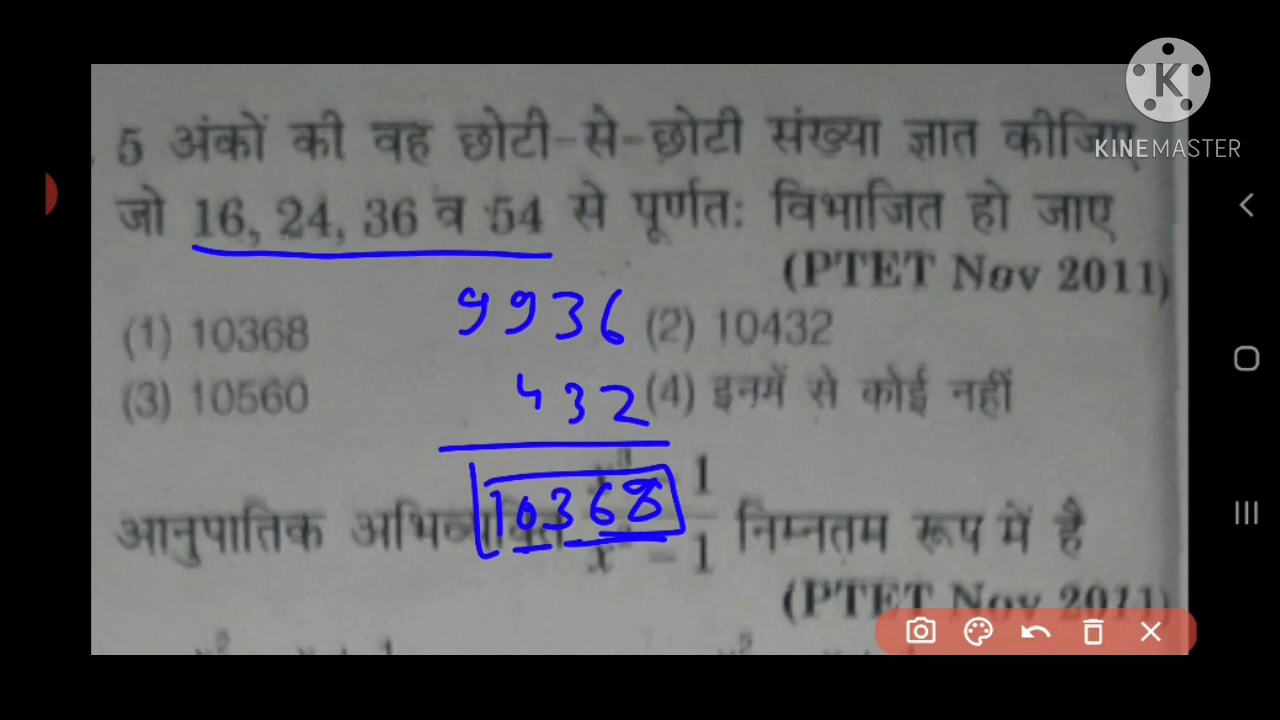 5 अंकों की वह छोटी-से-छोटी संख्या ज्ञात कीजिए
KINEMASTER
जो 16, 24, 36 व 54 से पूर्णत: विभाजित हो जाए
(PTET Nov 2011)
9936
(1) 10368 (2) 10432
432
(3) 10560 (4) इनमें से कोई नहीं
10368
आनुपातिक - 1 निम्नतम रूप में है
x - 1
(PTET Nov 2011)